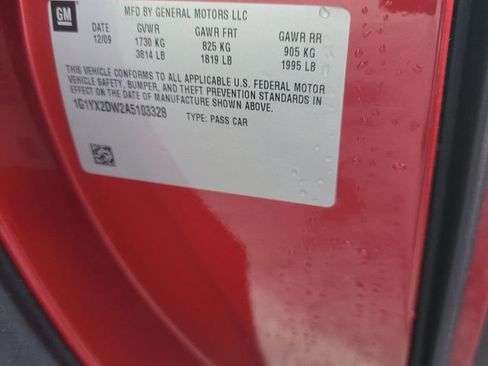 GM
MFD BY GENERAL MOTORS LLC
DATE GVWR GAWR FRT GAWR RR
12/09 1730 KG 825 KG 905 KG
3814 LB 1819 LB 1995 LB
THIS VEHICLE CONFORMS TO ALL APPLICABLE U.S. FEDERAL MOTOR
VEHICLE SAFETY, BUMPER, AND THEFT PREVENTION STANDARDS IN
EFFECT ON THE DATE OF MANUFACTURE SHOWN ABOVE.
1G1YX2DW2A5103328
TYPE: PASS CAR